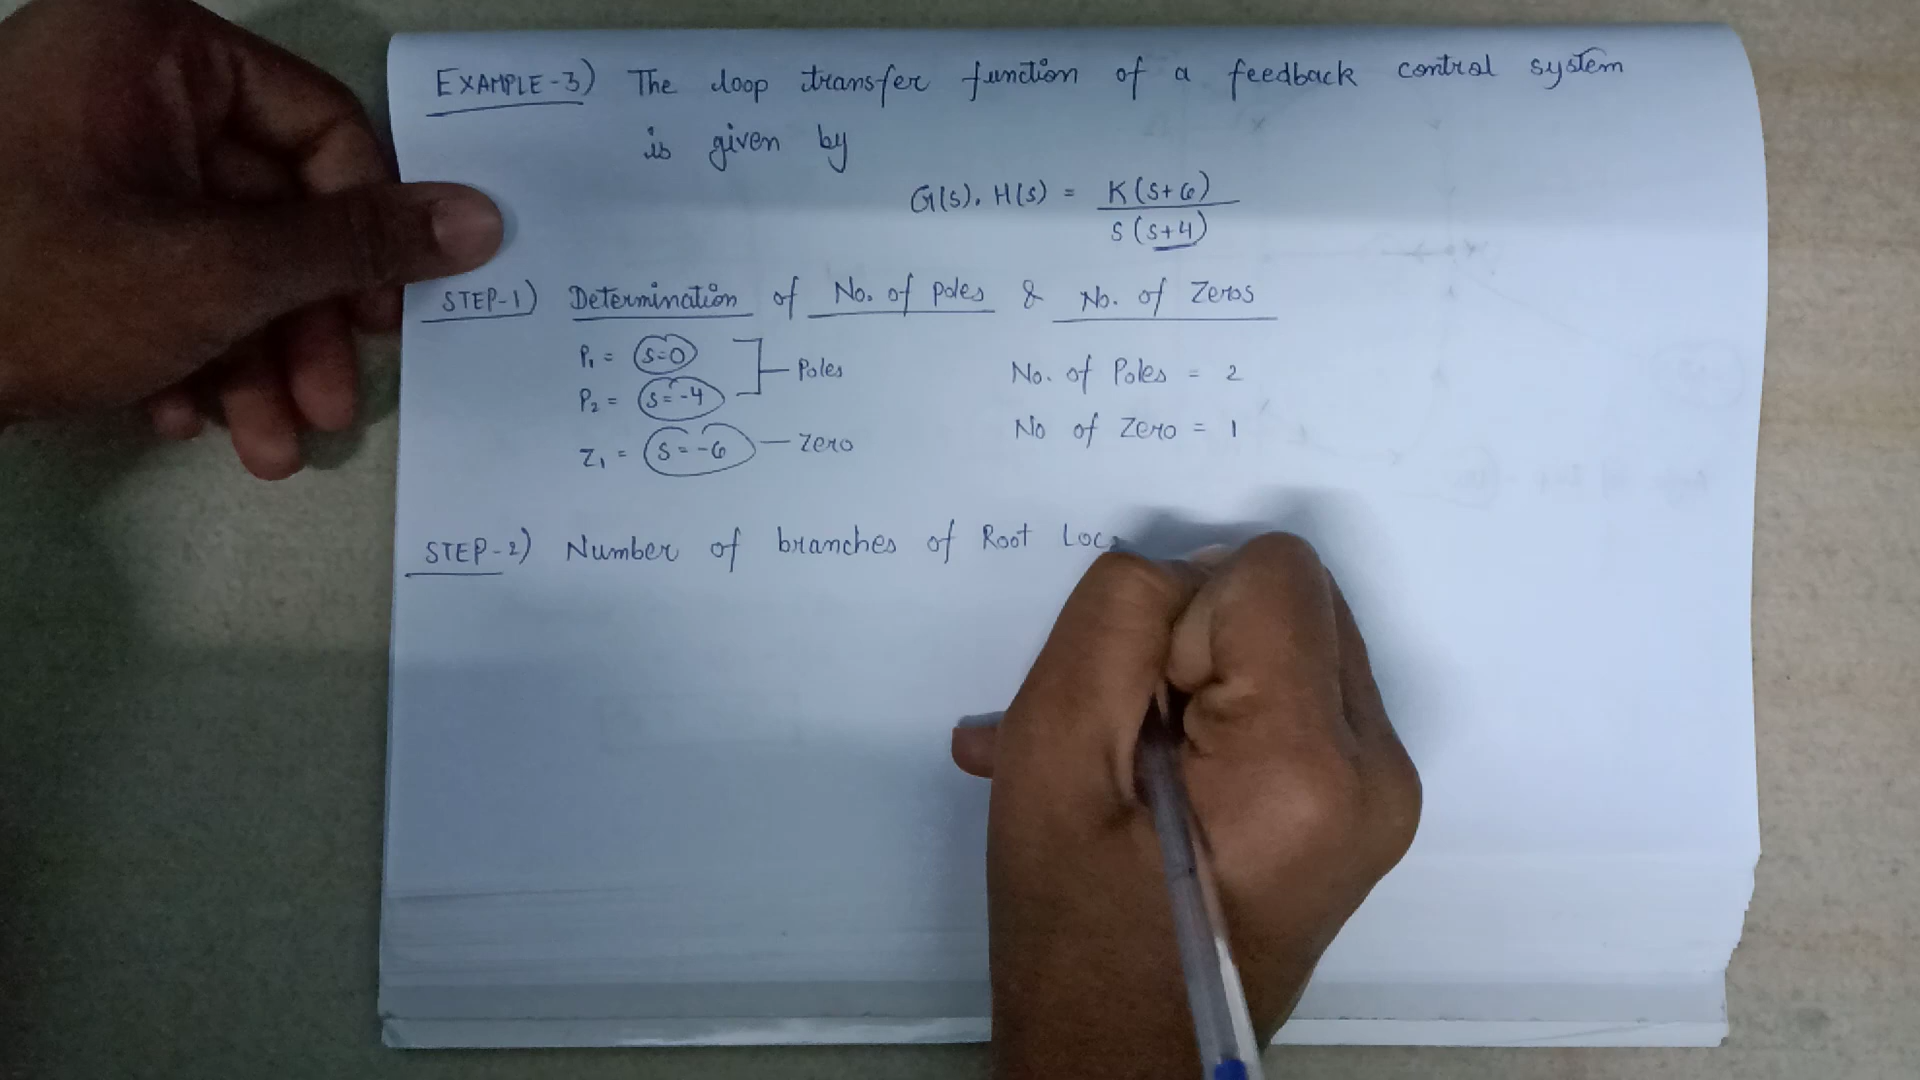 EXAMPLE-3) The loop transfer function of a feedback control system
is given by
G(s). H(s) = K(s+6)
s(s+4)
STEP-1) Determination of No. of poles & No. of Zeros
P1 = s=0
Poles
No. of Poles = 2
P2 = s=-4
No of Zero = 1
Z1 = s=-6 — Zero
STEP-2) Number of branches of Root